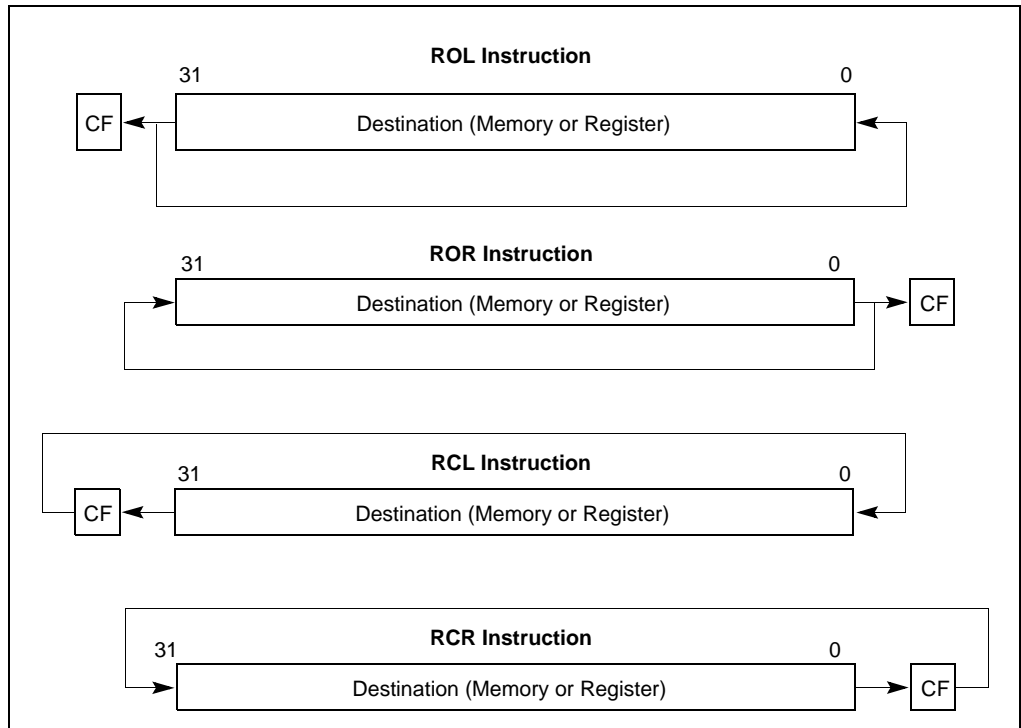 ROL Instruction
31 0
CF Destination (Memory or Register)
ROR Instruction
31 0
Destination (Memory or Register) CF
RCL Instruction
31 0
CF Destination (Memory or Register)
RCR Instruction
31 0
Destination (Memory or Register) CF